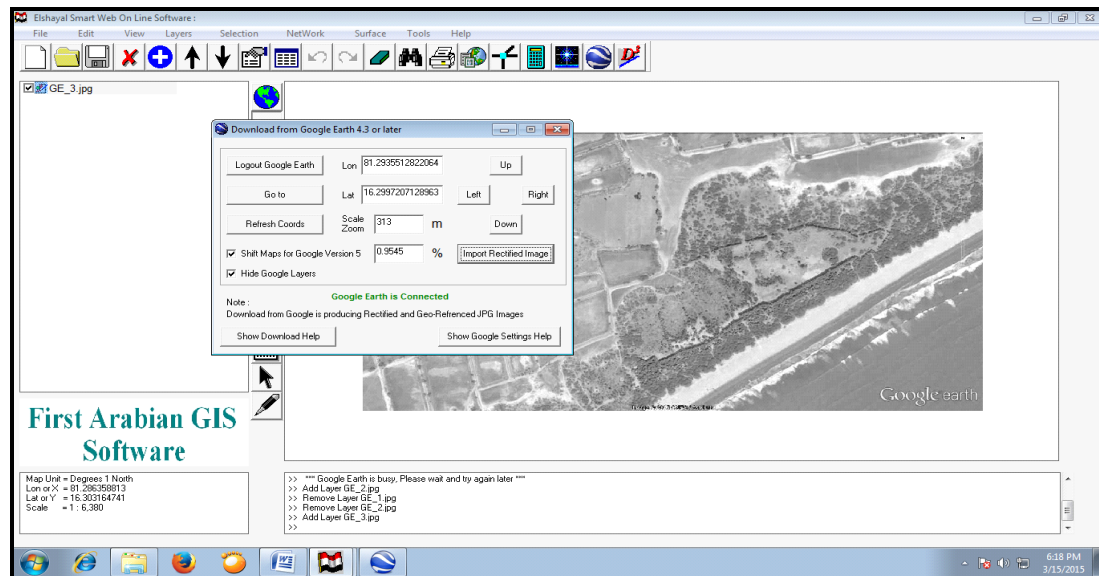 Elshayal Smart Web On Line Software :
File Edit View Layers Selection NetWork Surface Tools Help
GE_3.jpg
Download from Google Earth 4.3 or later
Logout Google Earth Lon 81.2935512822064 Up
Go to Lat 16.2997207128963 Left Right
Refresh Coords Scale Zoom 313 m Down
Shift Maps for Google Version 5 0.9545 % Import Rectified Image
Hide Google Layers
Google Earth is Connected
Note :
Download from Google is producing Rectified and Geo-Refrenced JPG Images
Show Download Help Show Google Settings Help
Google earth
First Arabian GIS
Software
Map Unit = Degrees 1 North
Lon or X = 81.286358813
Lat or Y = 16.303164741
Scale = 1 : 6,380
>> *** Google Earth is busy, Please wait and try again later ***
>> Add Layer GE_2.jpg
>> Remove Layer GE_1.jpg
>> Remove Layer GE_2.jpg
>> Add Layer GE_3.jpg
>>
6:18 PM
3/15/2015